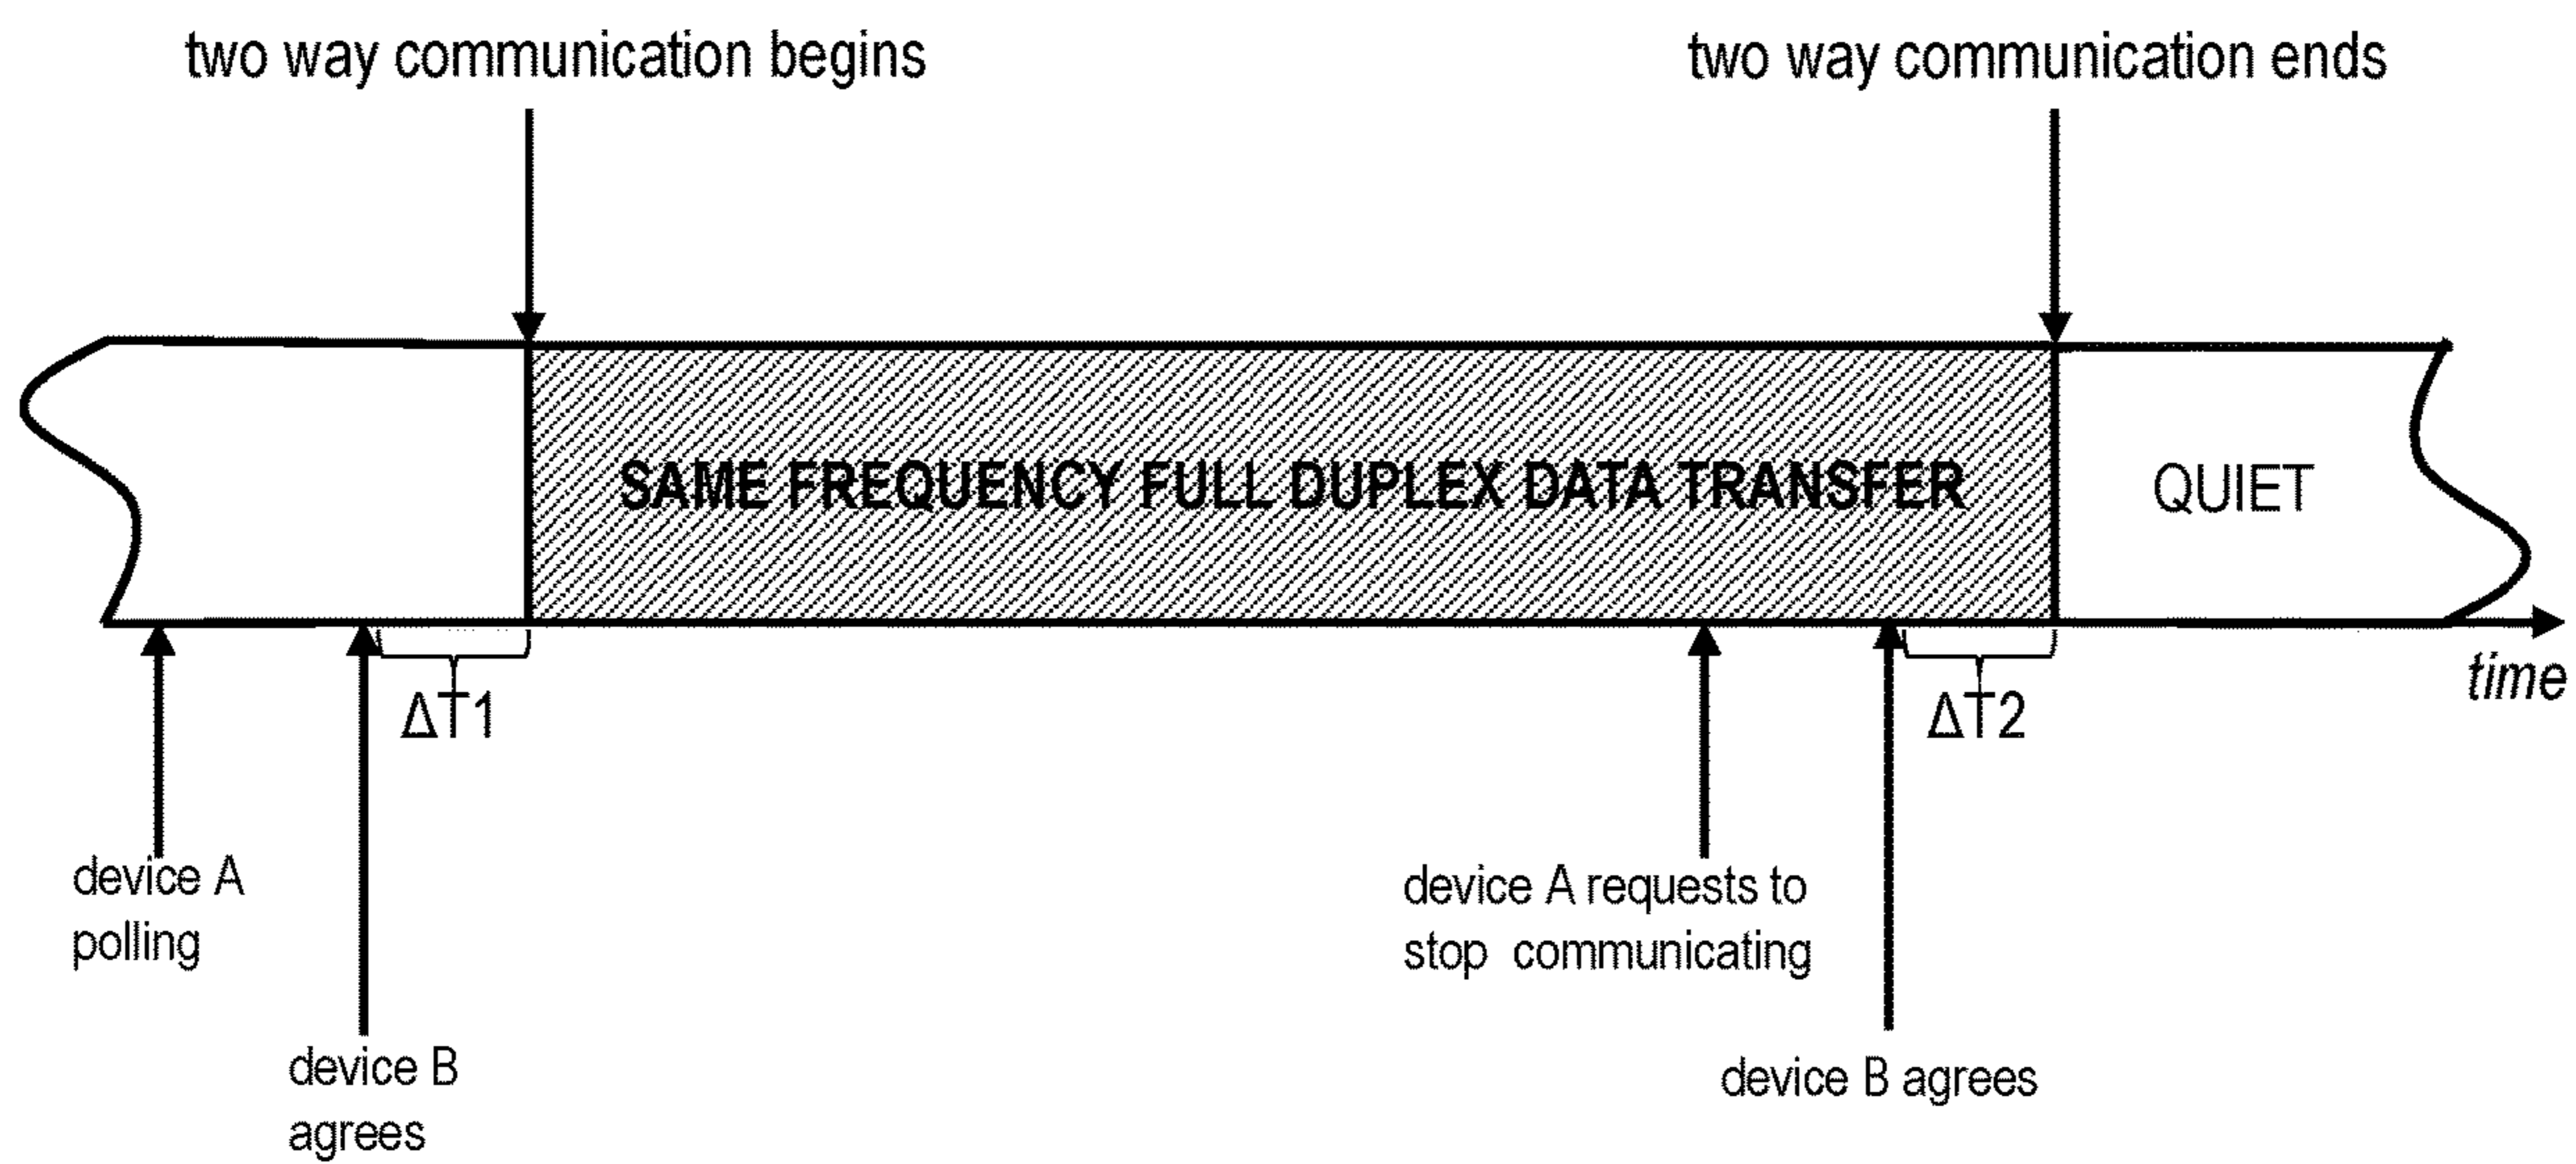 two way communication begins
two way communication ends
SAME FREQUENCY FULL DUPLEX DATA TRANSFER
QUIET
time
ΔT1
ΔT2
device A
polling
device B
agrees
device A requests to
stop communicating
device B agrees